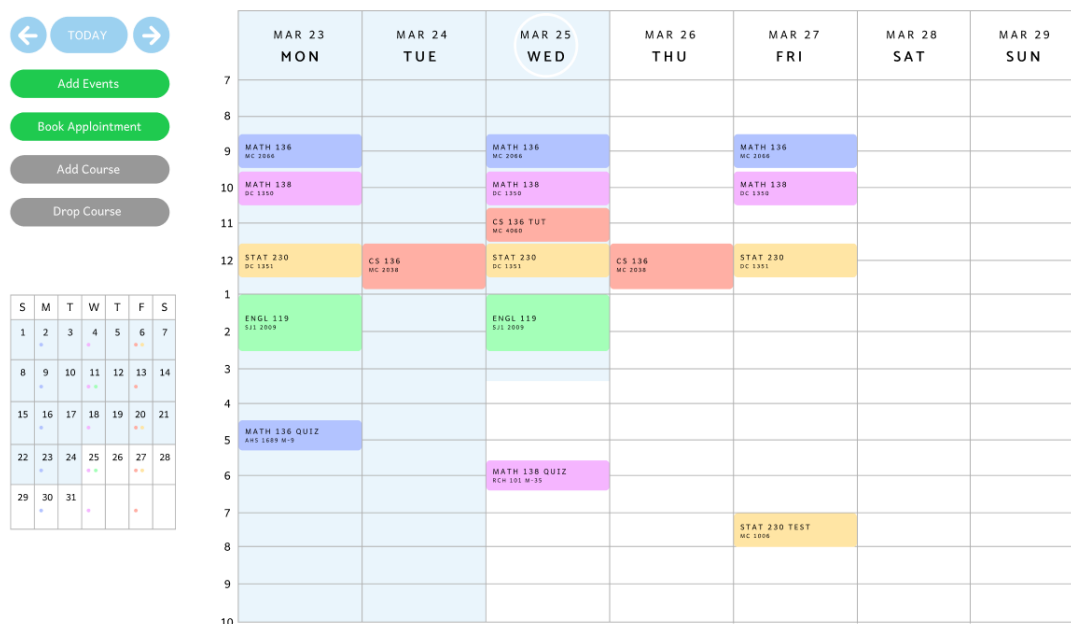 TODAY
Add Events
Book Applointment
Add Course
Drop Course
S M T W T F S
1 2 3 4 5 6 7
8 9 10 11 12 13 14
15 16 17 18 19 20 21
22 23 24 25 26 27 28
29 30 31
MAR 23 MAR 24 MAR 25 MAR 26 MAR 27 MAR 28 MAR 29
MON TUE WED THU FRI SAT SUN
7
8
9
MATH 136 MATH 136 MATH 136
MC 2066 MC 2066 MC 2066
10
MATH 138 MATH 138 MATH 138
DC 1350 DC 1350 DC 1350
11
CS 136 TUT
MC 4060
12
STAT 230 CS 136 STAT 230 CS 136 STAT 230
DC 1351 MC 2038 DC 1351 MC 2038 DC 1351
1
ENGL 119 ENGL 119
SJ1 2009 SJ1 2009
2
3
4
MATH 136 QUIZ
AHS 1689 M-9
5
MATH 138 QUIZ
RCH 101 M-35
6
7
STAT 230 TEST
MC 1006
8
9
10